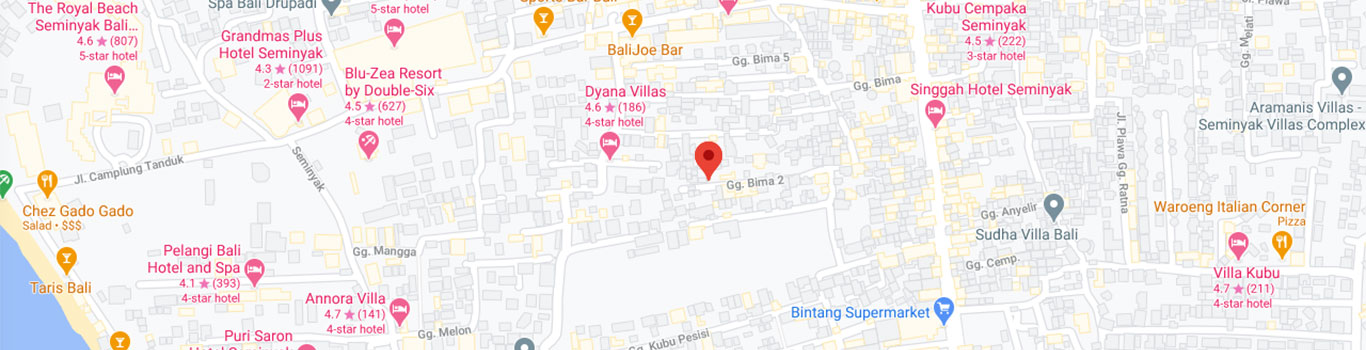 Spa Bali Drupadi
5-star hotel
The Royal Beach
Seminyak Bali...
4.6 ★ (807)
5-star hotel
Grandmas Plus
Hotel Seminyak
4.3 ★ (1091)
2-star hotel
Blu-Zea Resort
by Double-Six
4.5 ★ (627)
4-star hotel
BaliJoe Bar
Dyana Villas
4.6 ★ (186)
4-star hotel
Gg. Bima 5
Gg. Bima
Kubu Cempaka
Seminyak
4.5 ★ (222)
3-star hotel
Singgah Hotel Seminyak
Jl. Plawa
Gg. Melati
Aramanis Villas -
Seminyak Villas Complex
Jl. Plawa Gg. Ratna
Jl. Camplung Tanduk
Seminyak
Gg. Bima 2
Chez Gado Gado
Salad • $$$
Gg. Anyelir
Sudha Villa Bali
Waroeng Italian Corner
Pizza
Pelangi Bali
Hotel and Spa
4.1 ★ (393)
4-star hotel
Gg. Mangga
Gg. Cemp.
Taris Bali
Villa Kubu
4.7 ★ (211)
4-star hotel
Annora Villa
4.7 ★ (141)
4-star hotel
Bintang Supermarket
Gg. Melon
Gg. Kubu Pesisi
Puri Saron